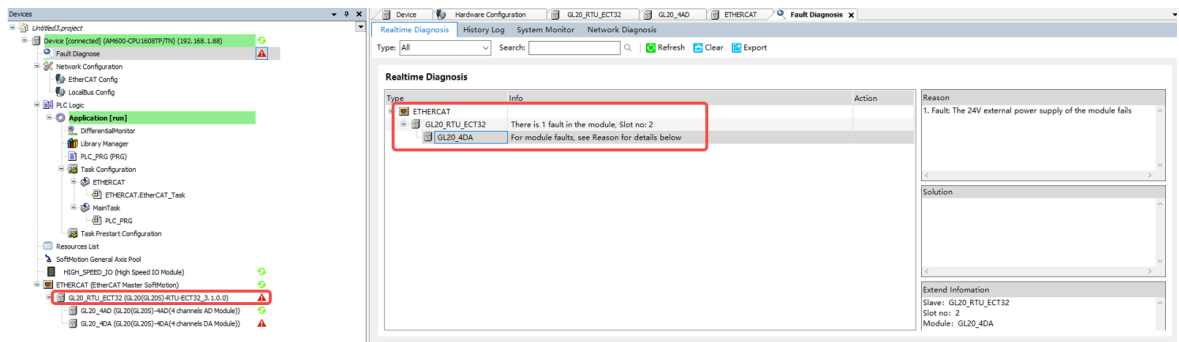 Devices
Untitled3.project
Device [connected] (AM600-CPU1608TP/TN) (192.168.1.88)
Fault Diagnose
Network Configuration
EtherCAT Config
LocalBus Config
PLC Logic
Application [run]
DifferentialMonitor
Library Manager
PLC_PRG (PRG)
Task Configuration
ETHERCAT
ETHERCAT.EtherCAT_Task
MainTask
PLC_PRG
Task Prestart Configuration
Resources List
SoftMotion General Axis Pool
HIGH_SPEED_IO (High Speed IO Module)
ETHERCAT (EtherCAT Master SoftMotion)
GL20_RTU_ECT32 (GL20(GL20S)-RTU-ECT32_3.1.0.0)
GL20_4AD (GL20(GL20S)-4AD(4 channels AD Module))
GL20_4DA (GL20(GL20S)-4DA(4 channels DA Module))
Device Hardware Configuration GL20_RTU_ECT32 GL20_4AD ETHERCAT Fault Diagnosis
Realtime Diagnosis History Log System Monitor Network Diagnosis
Type: All Search: Refresh Clear Export
Realtime Diagnosis
Type Info Action
ETHERCAT
GL20_RTU_ECT32 There is 1 fault in the module, Slot no: 2
GL20_4DA For module faults, see Reason for details below
Reason
1. Fault: The 24V external power supply of the module fails
Solution
Extend Infomation
Slave: GL20_RTU_ECT32
Slot no: 2
Module: GL20_4DA